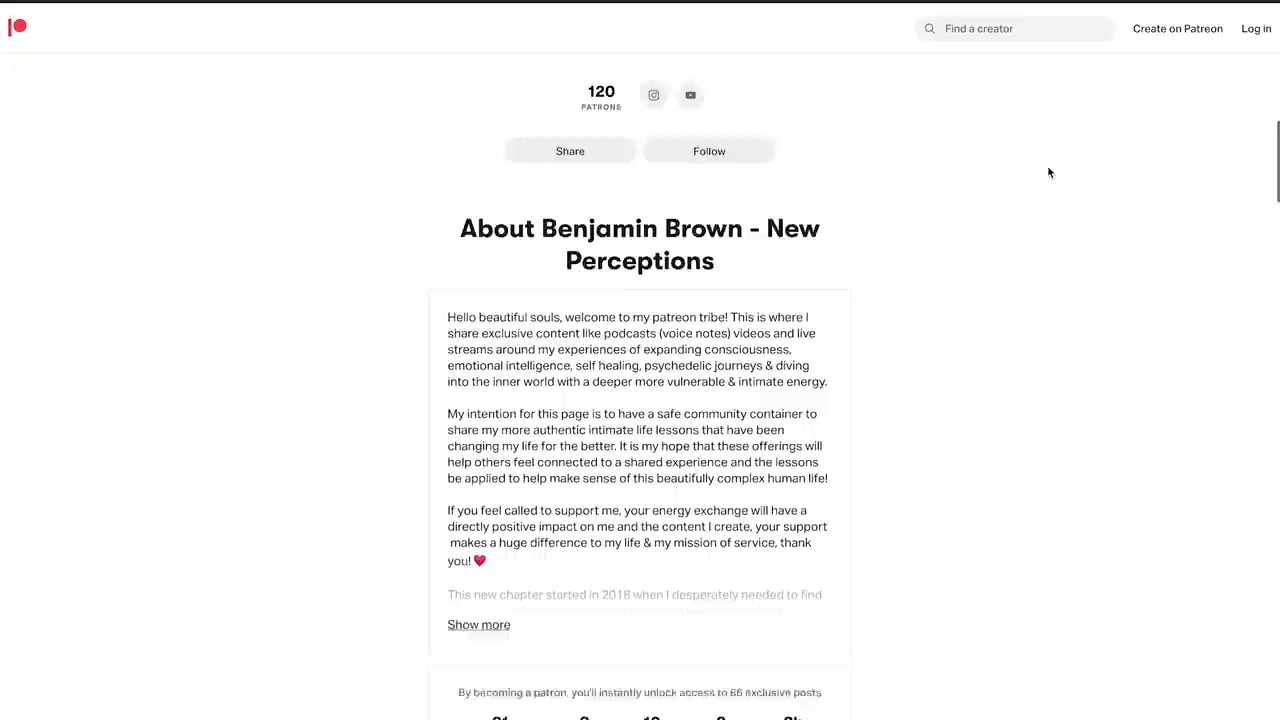 Find a creator
Create on Patreon
Log in
120
PATRONS
Share
Follow
About Benjamin Brown - New
Perceptions
Hello beautiful souls, welcome to my patreon tribe! This is where I
share exclusive content like podcasts (voice notes) videos and live
streams around my experiences of expanding consciousness,
emotional intelligence, self healing, psychedelic journeys & diving
into the inner world with a deeper more vulnerable & intimate energy.
My intention for this page is to have a safe community container to
share my more authentic intimate life lessons that have been
changing my life for the better. It is my hope that these offerings will
help others feel connected to a shared experience and the lessons
be applied to help make sense of this beautifully complex human life!
If you feel called to support me, your energy exchange will have a
directly positive impact on me and the content I create, your support
makes a huge difference to my life & my mission of service, thank
you! ❤️
This new chapter started in 2018 when I desperately needed to find
Show more
By becoming a patron, you'll instantly unlock access to 66 exclusive posts